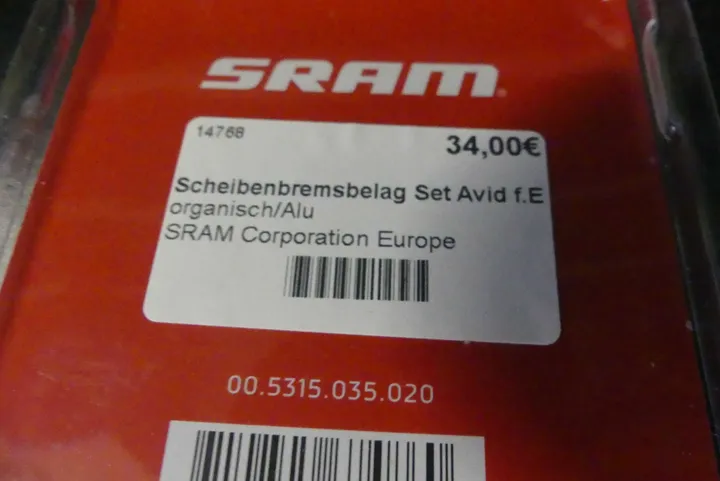 SRAM
14768
34,00€
Scheibenbremsbelag Set Avid f.E
organisch/Alu
SRAM Corporation Europe
00.5315.035.020